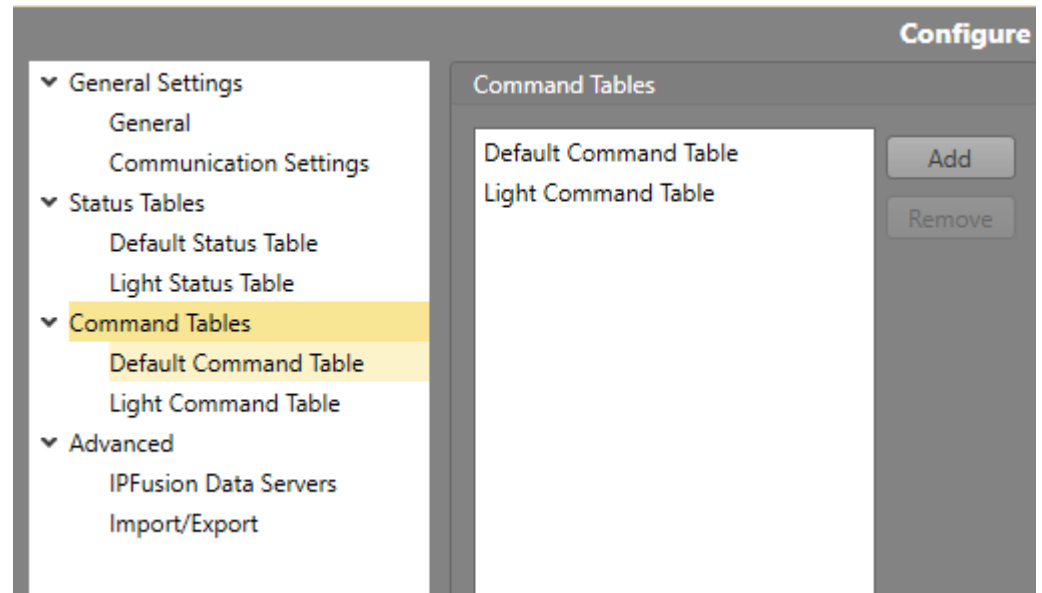 Configure
General Settings
General
Communication Settings
Status Tables
Default Status Table
Light Status Table
Command Tables
Default Command Table
Light Command Table
Advanced
IPFusion Data Servers
Import/Export
Command Tables
Default Command Table
Light Command Table
Add
Remove